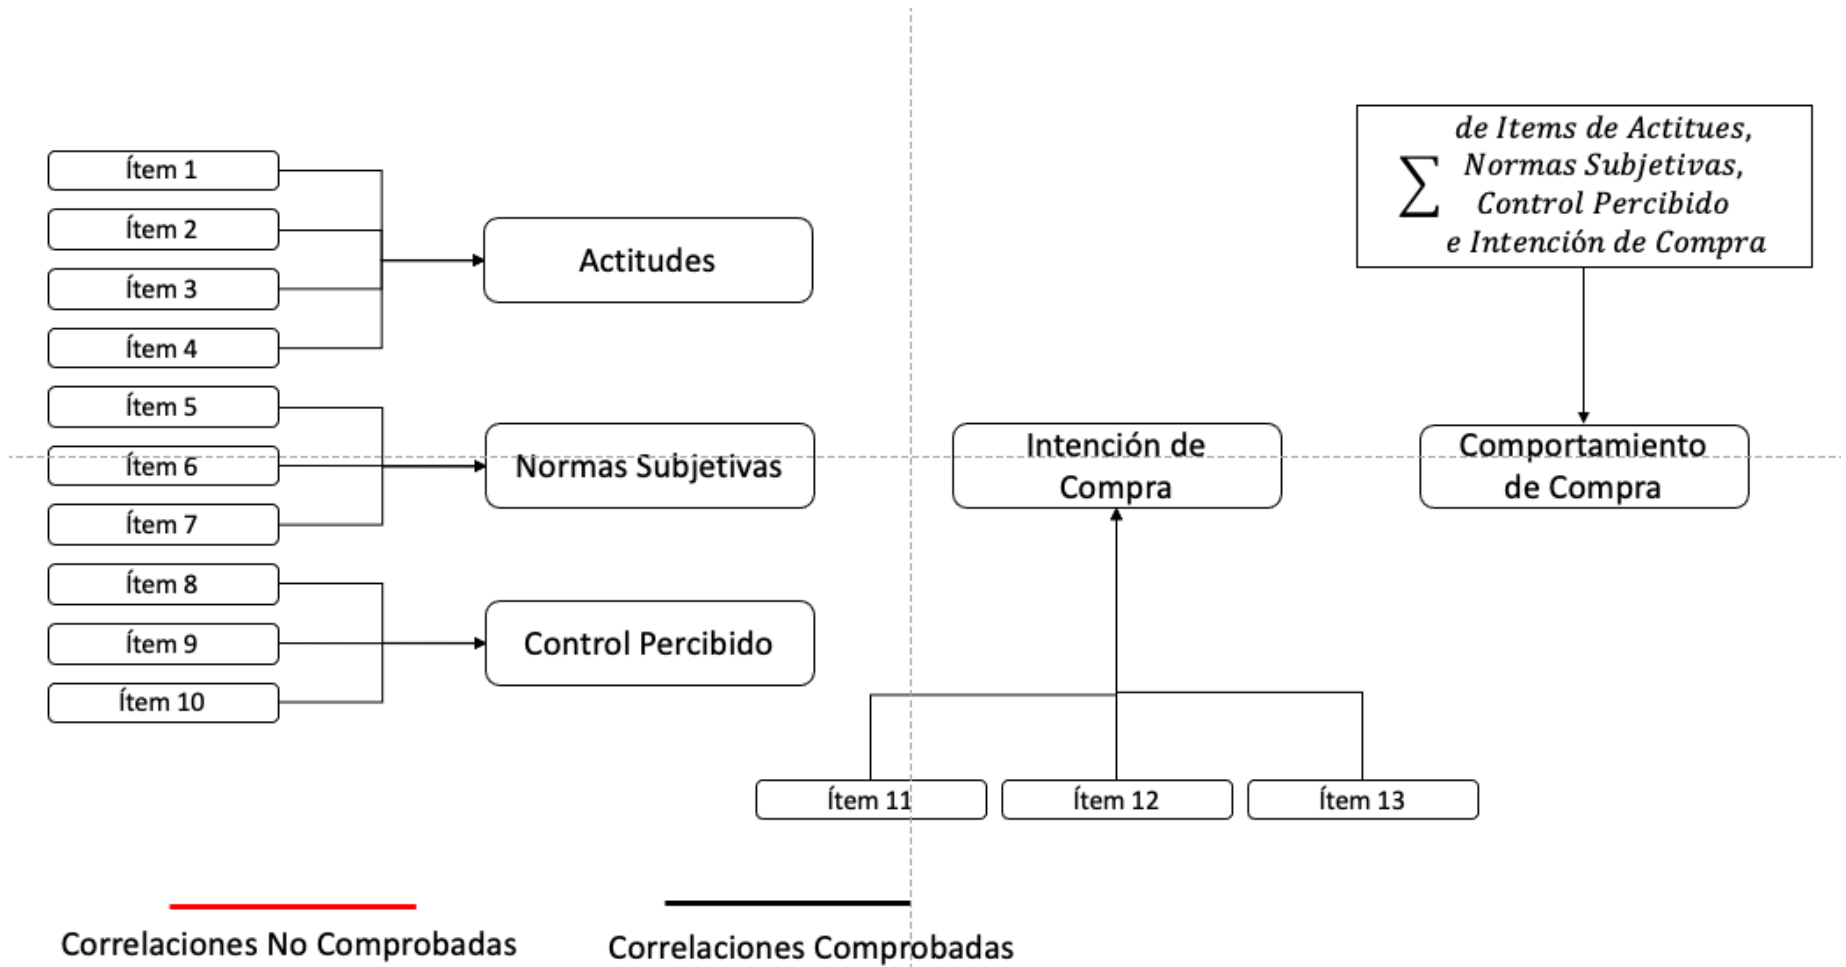 Ítem 1
Ítem 2
Ítem 3
Ítem 4
Ítem 5
Ítem 6
Ítem 7
Ítem 8
Ítem 9
Ítem 10
Actitudes
Normas Subjetivas
Control Percibido
Intención de
Compra
Ítem 11
Ítem 12
Ítem 13
∑
de Items de Actitues,
Normas Subjetivas,
Control Percibido
e Intención de Compra
Comportamiento
de Compra
Correlaciones No Comprobadas
Correlaciones Comprobadas